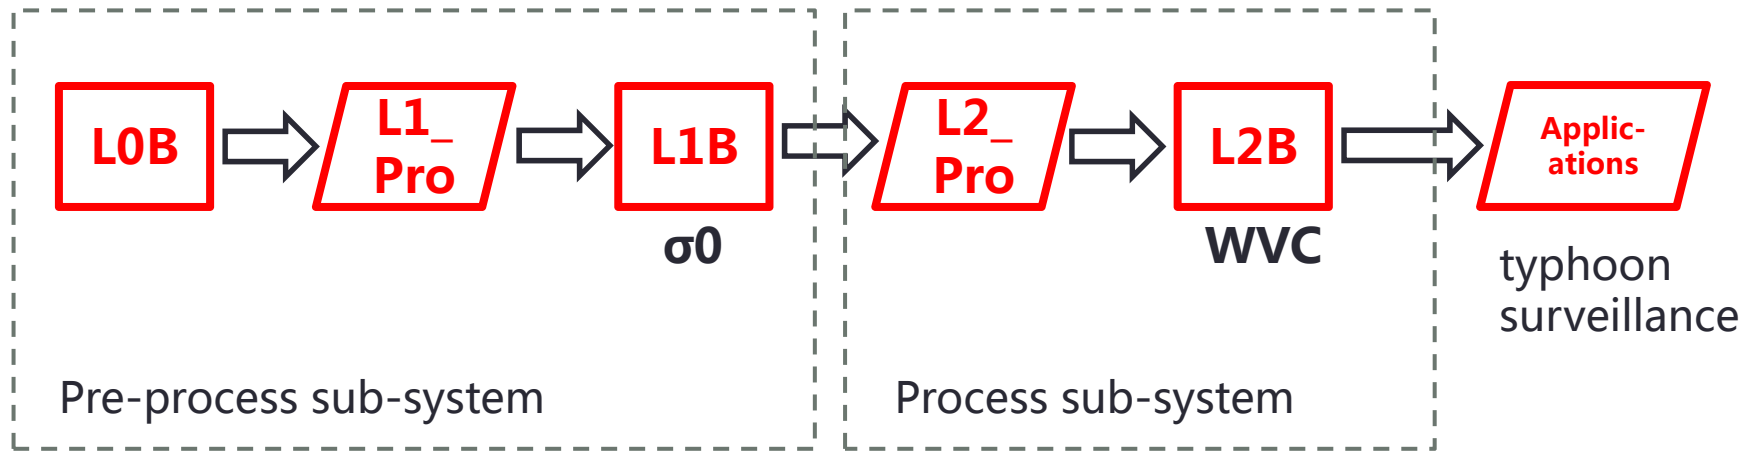 L0B
L1_
Pro
L1B
σ0
Pre-process sub-system
L2_
Pro
L2B
WVC
Process sub-system
Applic-
ations
typhoon
surveillance